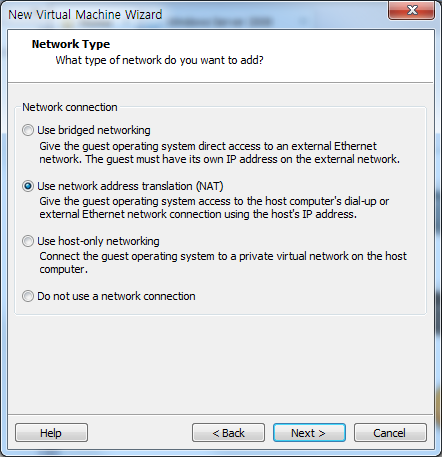 New Virtual Machine Wizard
Network Type
What type of network do you want to add?
Network connection
Use bridged networking
Give the guest operating system direct access to an external Ethernet
network. The guest must have its own IP address on the external network.
Use network address translation (NAT)
Give the guest operating system access to the host computer's dial-up or
external Ethernet network connection using the host's IP address.
Use host-only networking
Connect the guest operating system to a private virtual network on the host
computer.
Do not use a network connection
Help
< Back
Next >
Cancel